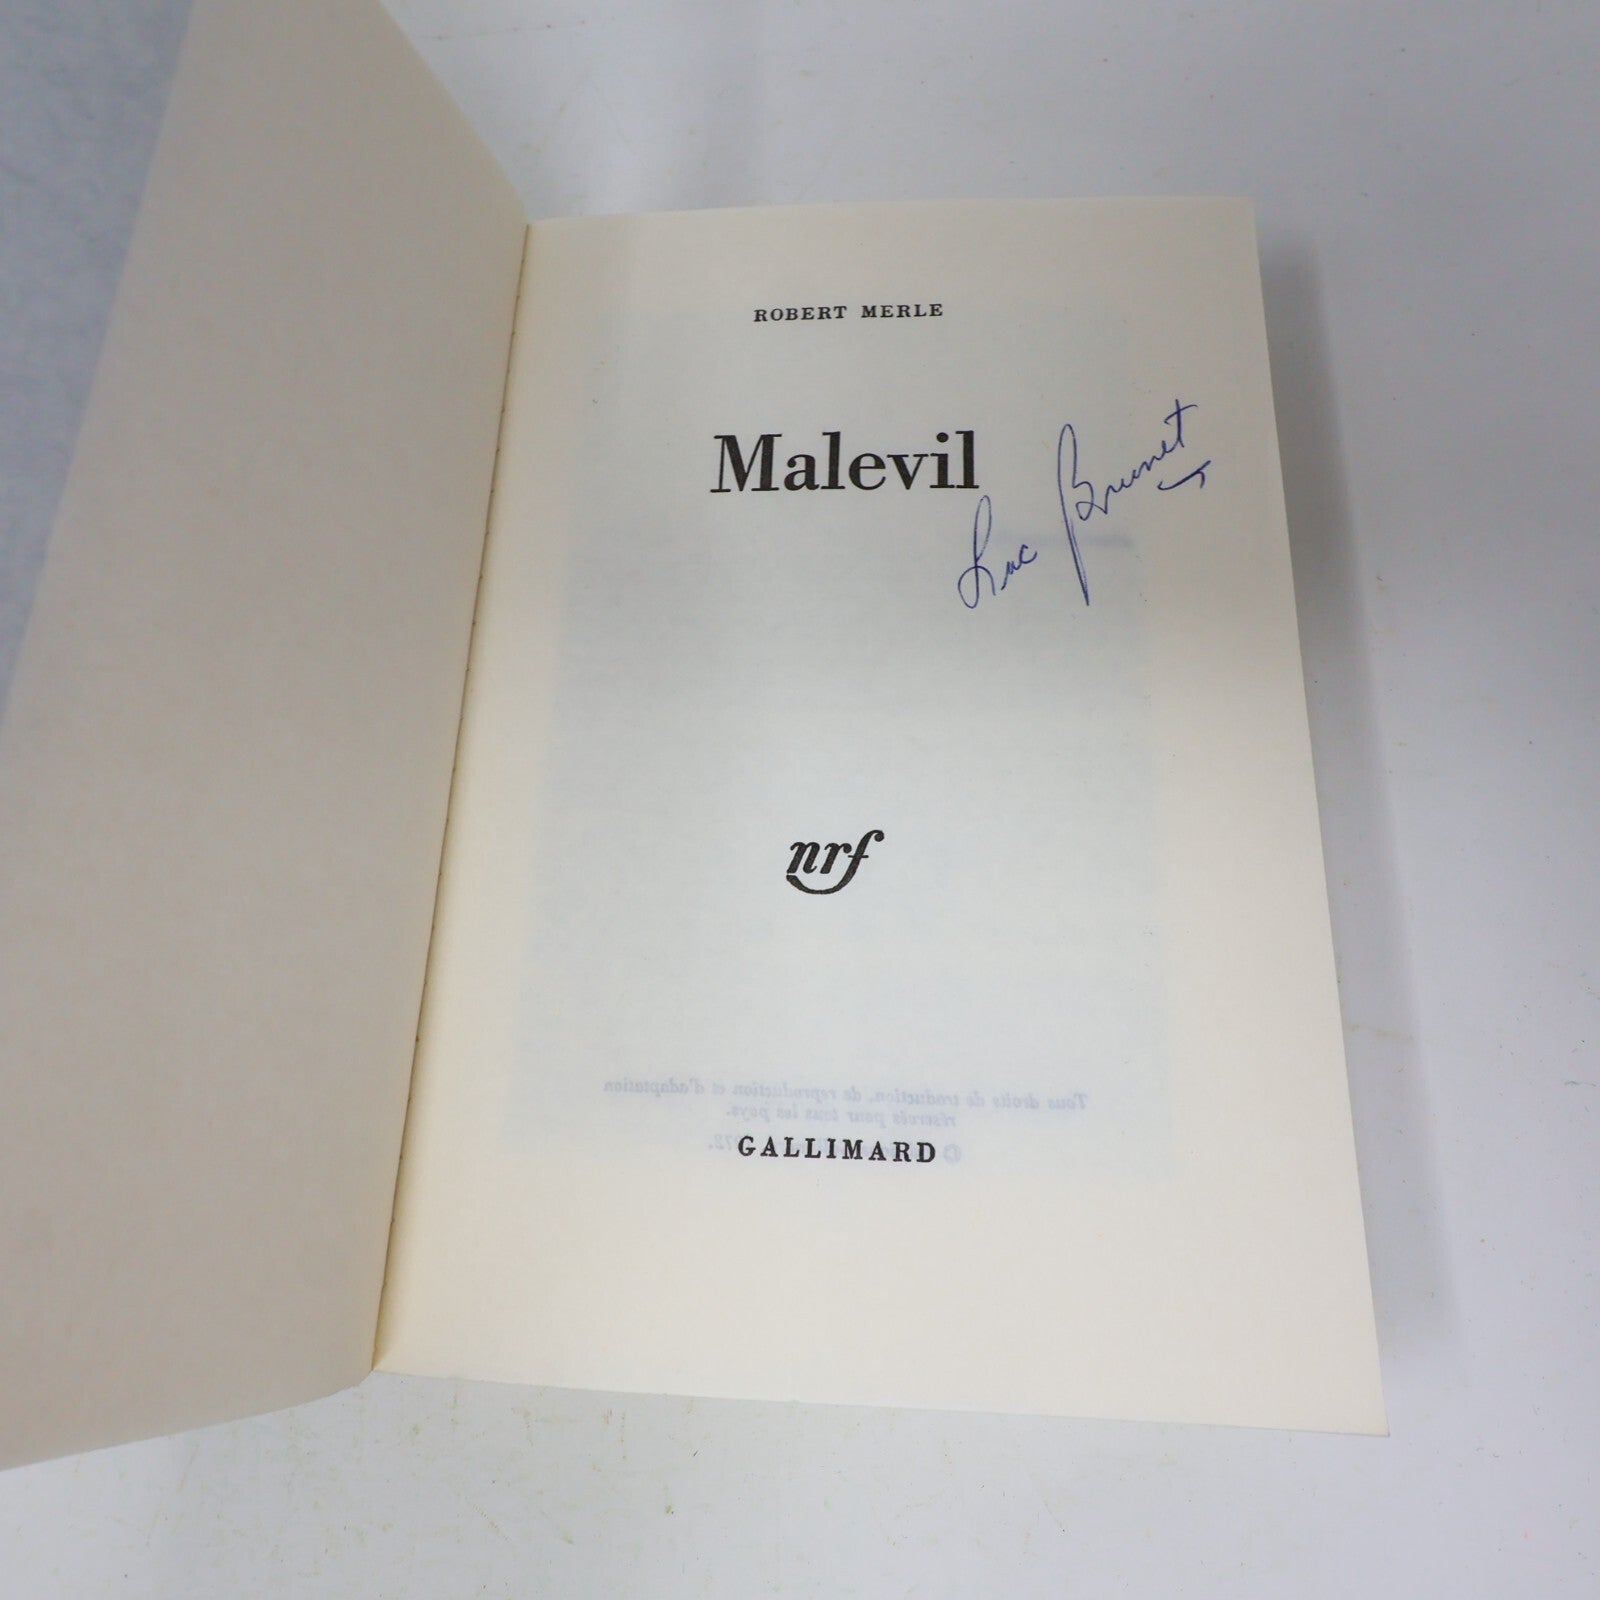 ROBERT MERLE
Malevil
Luc Brunet
nrf
Tous droits de traduction, de reproduction et d'adaptation
réservés pour tous les pays.
GALLIMARD